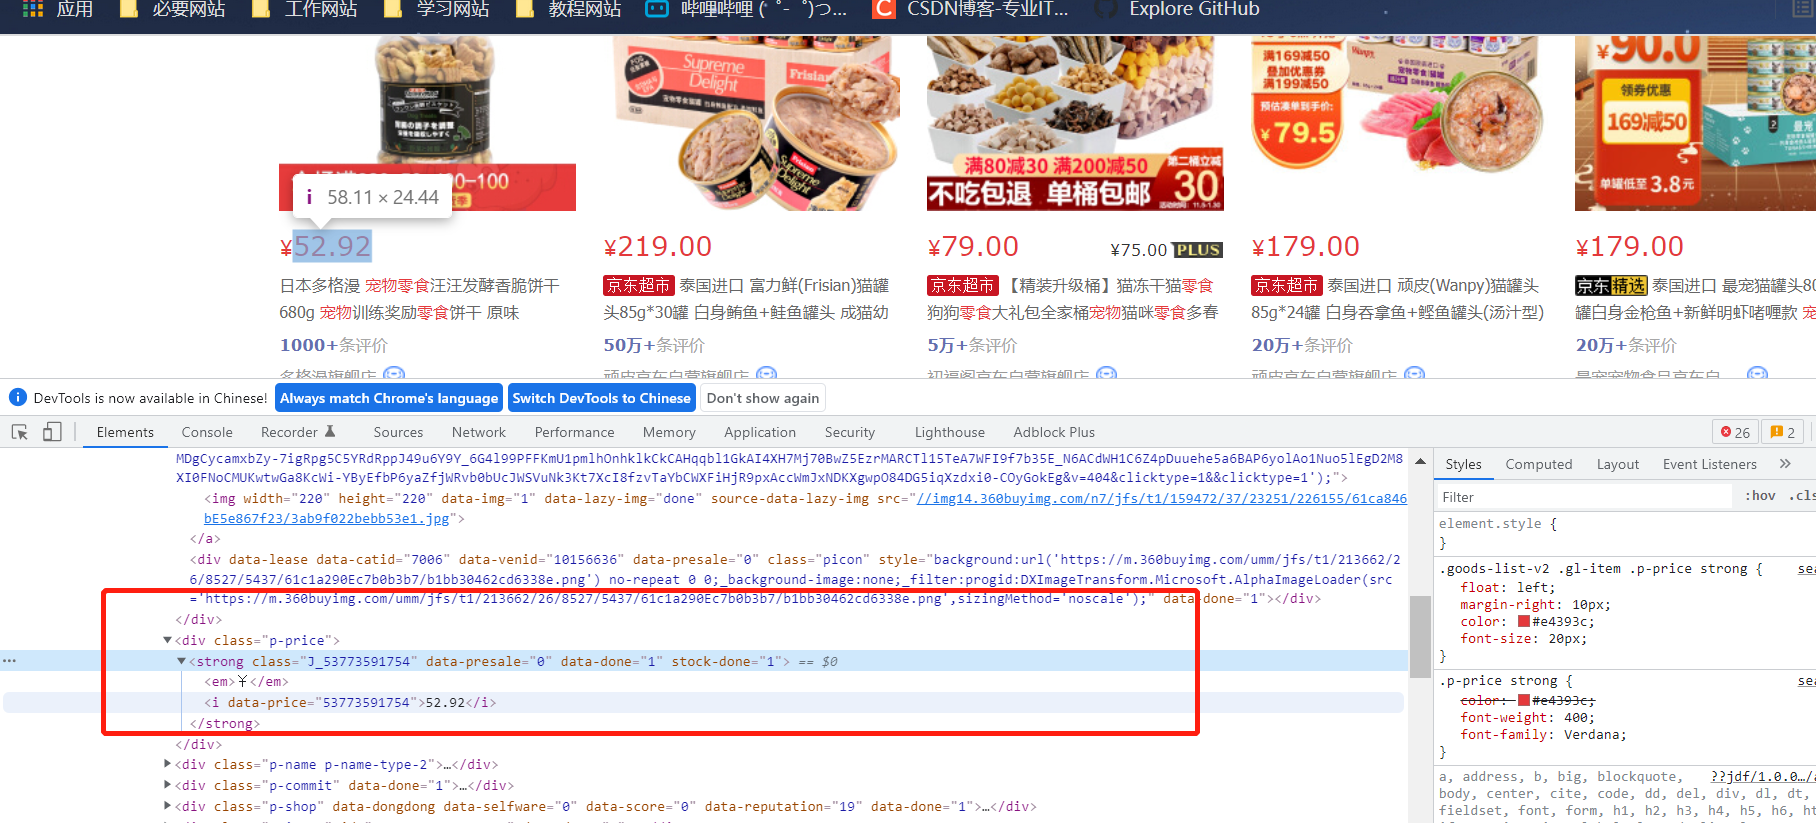 应用 必要网站 工作网站 学习网站 教程网站 哔哩哔哩 (゜-゜)つ... CSDN博客-专业IT... Explore GitHub
Supreme Delight
Frisian
Supreme Delight
满80减30 满200减50
不吃包退 单桶包邮
第二桶立减
30
满169减50
叠加优惠券
满199减50
预估凑单到手价:
¥79.5
¥90.0
领券优惠
169减50
单罐低至 3.8元
i 58.11 × 24.44
¥52.92 ¥219.00 ¥79.00 ¥75.00 PLUS ¥179.00 ¥179.00
日本多格漫 宠物零食汪汪发酵香脆饼干 京东超市 泰国进口 富力鲜(Frisian)猫罐 京东超市 【精装升级桶】猫冻干猫零食 京东超市 泰国进口 顽皮(Wanpy)猫罐头 京东精选 泰国进口 最宠猫罐头80
680g 宠物训练奖励零食饼干 原味 头85g*30罐 白身鲔鱼+鲑鱼罐头 成猫幼 狗狗零食大礼包全家桶宠物猫咪零食多春 85g*24罐 白身吞拿鱼+鲣鱼罐头(汤汁型) 罐白身金枪鱼+新鲜明虾啫喱款 宠
1000+条评价 50万+条评价 5万+条评价 20万+条评价 20万+条评价
多格漫旗舰店 顽皮京东自营旗舰店 初福阁京东自营旗舰店 顽皮京东自营旗舰店 最宠宠物食品京东自...
DevTools is now available in Chinese! Always match Chrome's language Switch DevTools to Chinese Don't show again
Elements Console Recorder Sources Network Performance Memory Application Security Lighthouse Adblock Plus 26 2
MDgCycamxbZy-7igRpg5C5YRdRppJ49u6Y9Y_6G4l99PFFKmU1pmlhOnhklkCkCAHqqbl1GkAI4XH7Mj70BwZ5EzrMARCTl15TeA7WFI9f7b35E_N6ACdWH1C6Z4pDuuehe5a6BAP6yolAo1Nuo5lEgD2M8
XI0FNoCMUKwtwGa8KcWi-YByEfbP6yaZfjWRvb0bUcJWSVuNk3Kt7XcI8fzvTaYbCWXFiHjR9pxAccWmJxNDKXgwpO84DG5iqXzdxi0-COyGokEg&v=404&clicktype=1&&clicktype=1');">
<img width="220" height="220" data-img="1" data-lazy-img="done" source-data-lazy-img src="//img14.360buyimg.com/n7/jfs/t1/159472/37/23251/226155/61ca846
bE5e867f23/3ab9f022bebb53e1.jpg">
</a>
<div data-lease data-catid="7006" data-venid="10156636" data-presale="0" class="picon" style="background:url('https://m.360buyimg.com/umm/jfs/t1/213662/2
6/8527/5437/61c1a290Ec7b0b3b7/b1bb30462cd6338e.png') no-repeat 0 0;_background-image:none;_filter:progid:DXImageTransform.Microsoft.AlphaImageLoader(src
='https://m.360buyimg.com/umm/jfs/t1/213662/26/8527/5437/61c1a290Ec7b0b3b7/b1bb30462cd6338e.png',sizingMethod='noscale');" data-done="1"></div>
</div>
<div class="p-price">
<strong class="J_53773591754" data-presale="0" data-done="1" stock-done="1"> == $0
<em>￥</em>
<i data-price="53773591754">52.92</i>
</strong>
</div>
<div class="p-name p-name-type-2">…</div>
<div class="p-commit" data-done="1">…</div>
<div class="p-shop" data-dongdong data-selfware="0" data-score="0" data-reputation="19" data-done="1">…</div>
Styles Computed Layout Event Listeners
Filter :hov .cls
element.style {
}
.goods-list-v2 .gl-item .p-price strong { sea
float: left;
margin-right: 10px;
color: #e4393c;
font-size: 20px;
}
.p-price strong { sea
color: #e4393c;
font-weight: 400;
font-family: Verdana;
}
a, address, b, big, blockquote, ??jdf/1.0.0…/a
body, center, cite, code, dd, del, div, dl, dt,
fieldset, font, form, h1, h2, h3, h4, h5, h6, ht